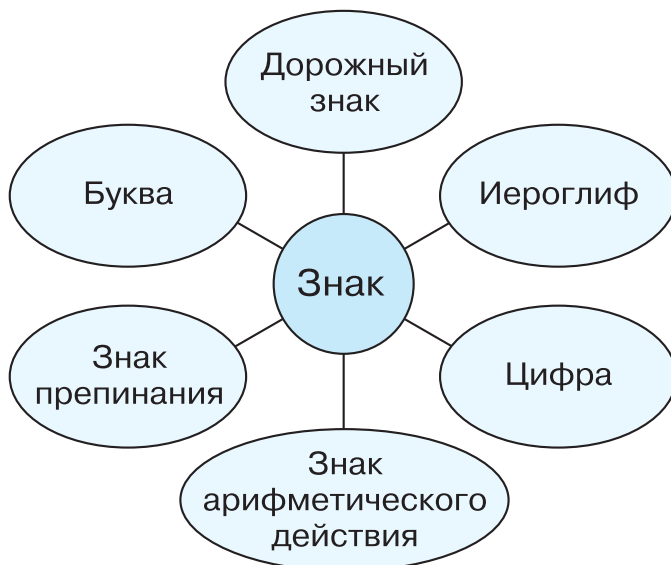 Дорожный
знак
Буква
Иероглиф
Знак
Знак
препинания
Цифра
Знак
арифметического
действия